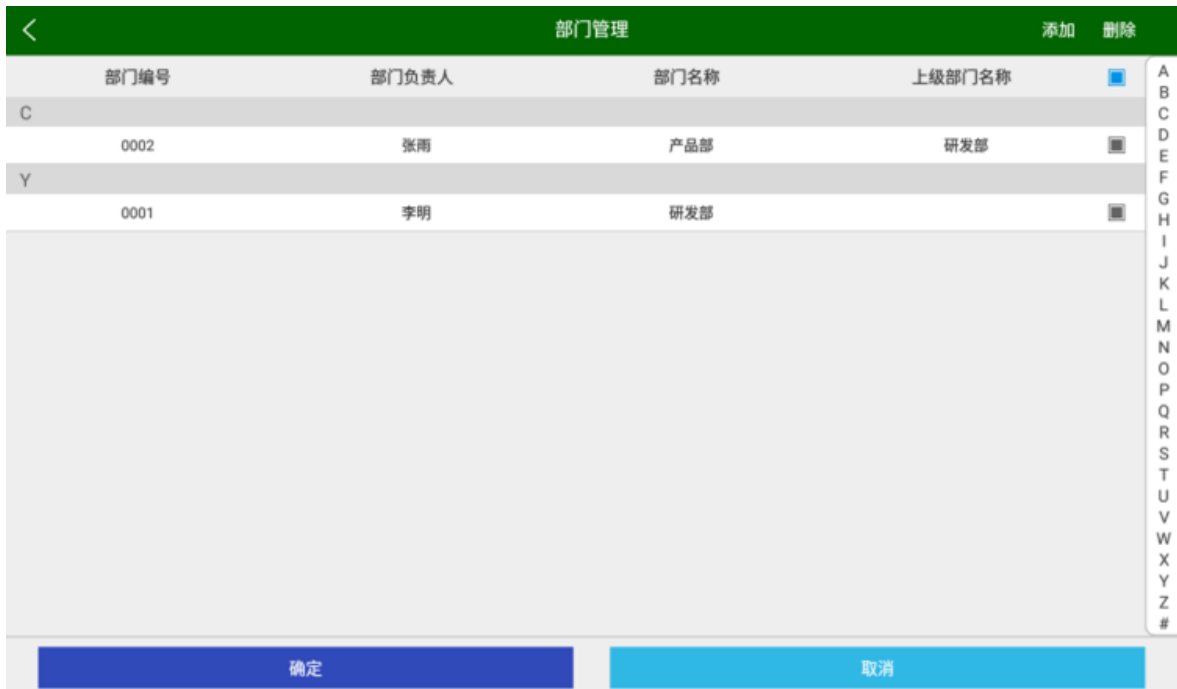 部门管理 添加 删除
部门编号 部门负责人 部门名称 上级部门名称
C
0002 张雨 产品部 研发部
Y
0001 李明 研发部
A
B
C
D
E
F
G
H
I
J
K
L
M
N
O
P
Q
R
S
T
U
V
W
X
Y
Z
#
确定 取消